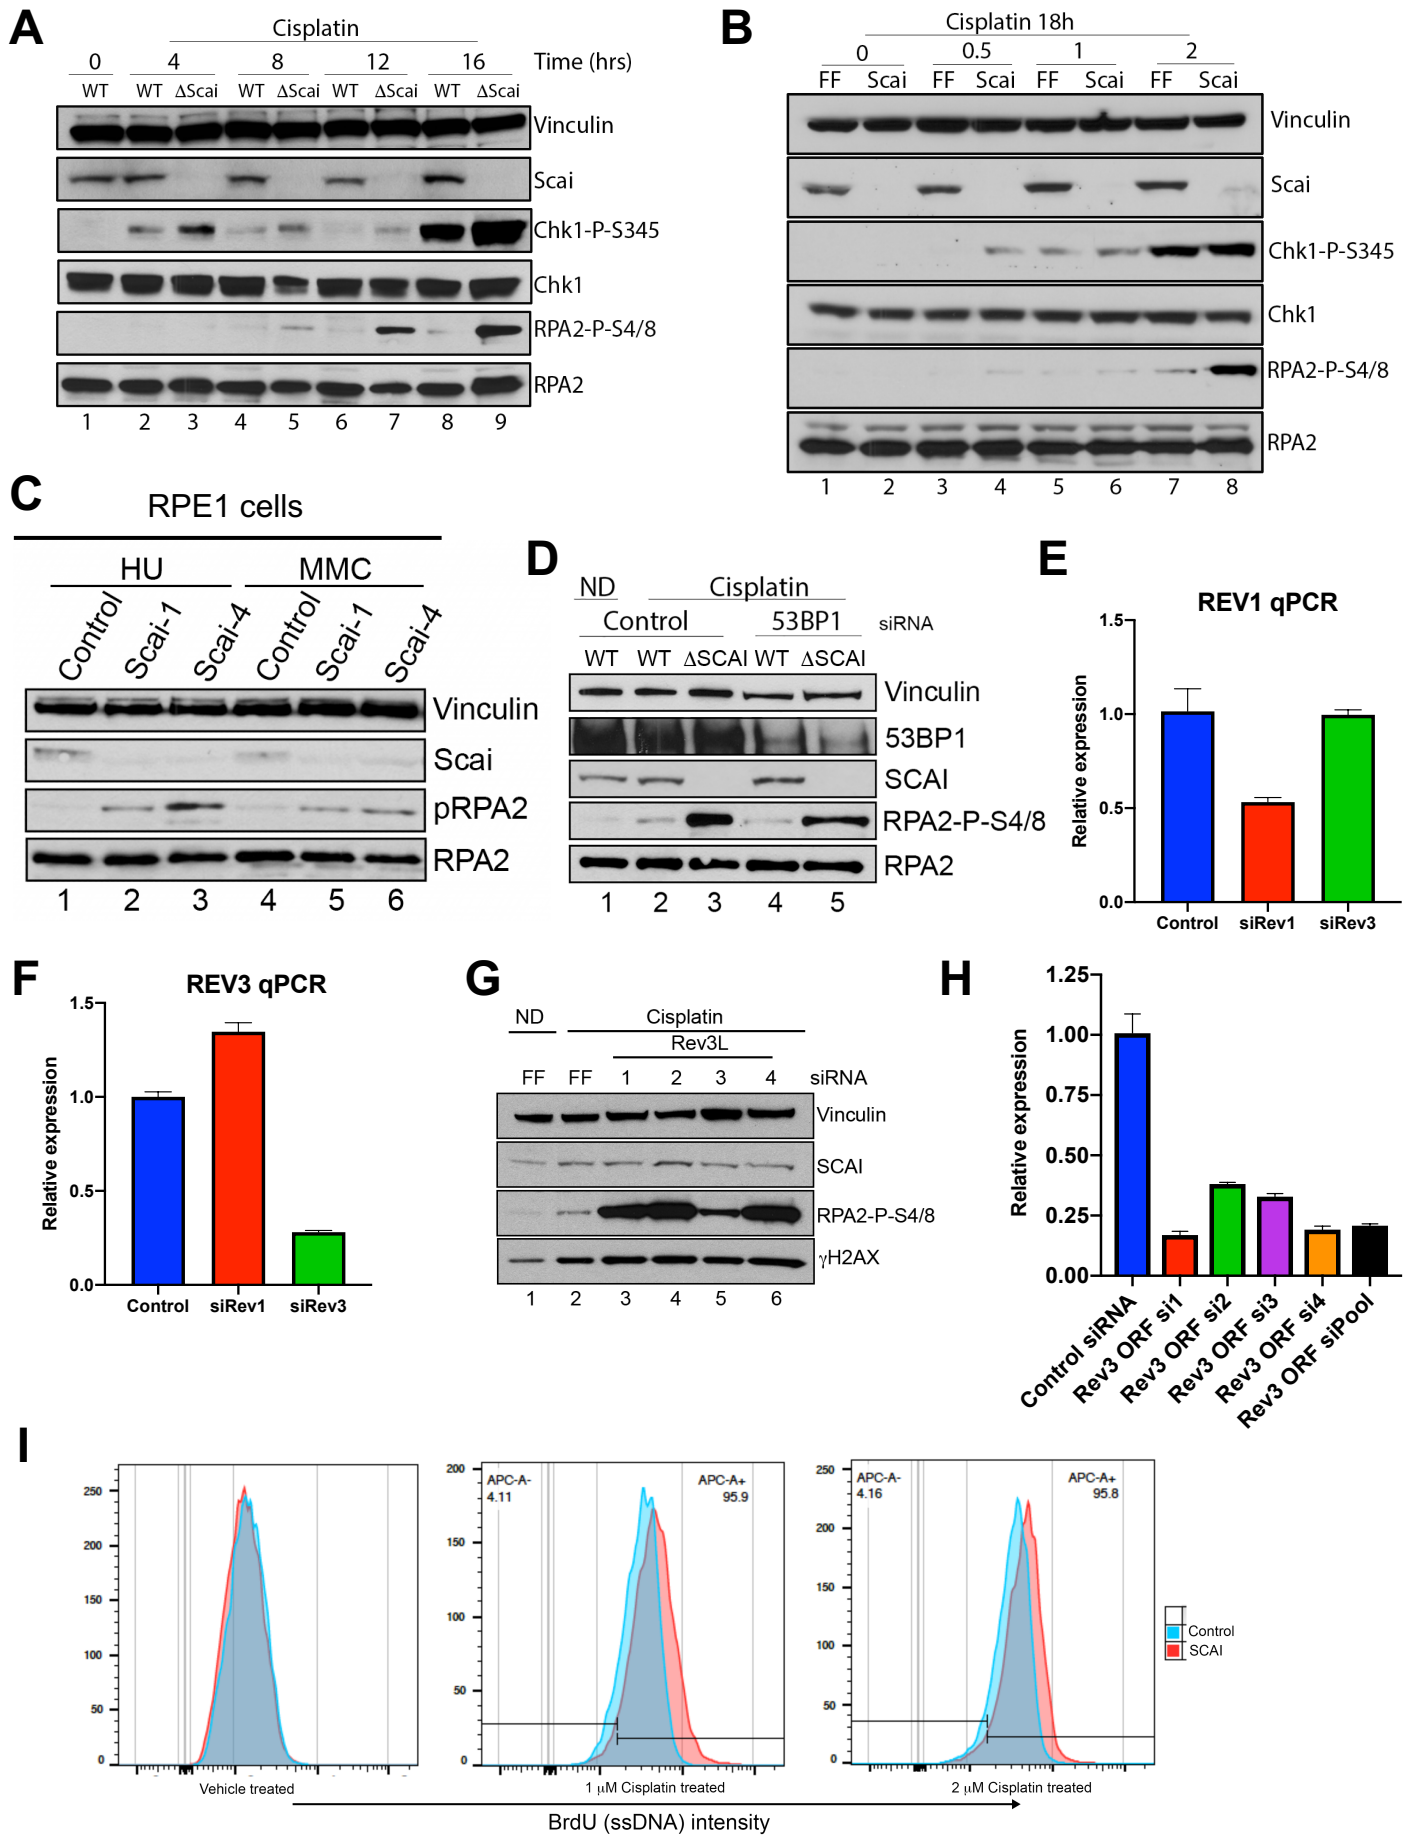 A
Cisplatin
0 4 8 12 16 Time (hrs)
WT WT ΔScai WT ΔScai WT ΔScai WT ΔScai
Vinculin
Scai
Chk1-P-S345
Chk1
RPA2-P-S4/8
RPA2
1 2 3 4 5 6 7 8 9
B
Cisplatin 18h
0 0.5 1 2
FF Scai FF Scai FF Scai FF Scai
Vinculin
Scai
Chk1-P-S345
Chk1
RPA2-P-S4/8
RPA2
1 2 3 4 5 6 7 8
C
RPE1 cells
HU MMC
Control Scai-1 Scai-4 Control Scai-1 Scai-4
Vinculin
Scai
pRPA2
RPA2
1 2 3 4 5 6
D
ND Cisplatin
Control 53BP1 siRNA
WT WT ΔSCAI WT ΔSCAI
Vinculin
53BP1
SCAI
RPA2-P-S4/8
RPA2
1 2 3 4 5
E
REV1 qPCR
Relative expression
1.5
1.0
0.5
0.0
Control siRev1 siRev3
F
REV3 qPCR
Relative expression
1.5
1.0
0.5
0.0
Control siRev1 siRev3
G
ND Cisplatin
Rev3L
FF FF 1 2 3 4 siRNA
Vinculin
SCAI
RPA2-P-S4/8
γH2AX
1 2 3 4 5 6
H
Relative expression
1.25
1.00
0.75
0.50
0.25
0.00
Control siRNA
Rev3 ORF si1
Rev3 ORF si2
Rev3 ORF si3
Rev3 ORF si4
Rev3 ORF siPool
I
250
200
150
100
50
0
Vehicle treated
200
150
100
50
0
APC-A-
4.11
APC-A+
95.9
1 μM Cisplatin treated
250
200
150
100
50
0
APC-A-
4.16
APC-A+
95.8
2 μM Cisplatin treated
Control
SCAI
BrdU (ssDNA) intensity